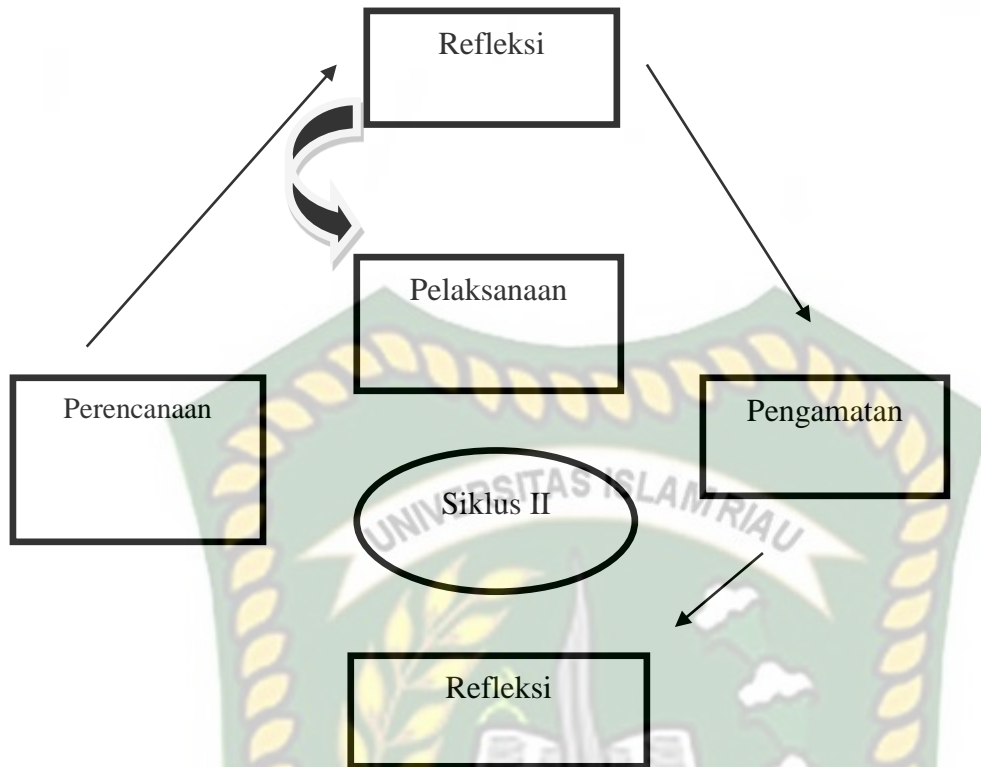 Refleksi
Pelaksanaan
Perencanaan
Pengamatan
Siklus II
UNIVERSITAS ISLAM RIAU
Refleksi